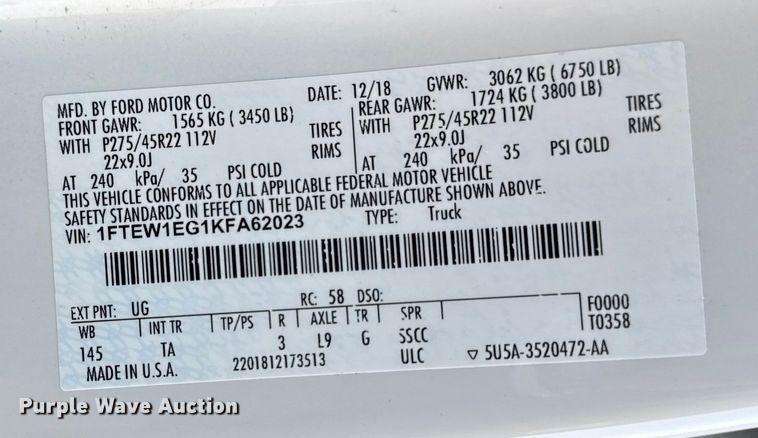 MFD. BY FORD MOTOR CO. DATE: 12/18 GVWR: 3062 KG ( 6750 LB)
FRONT GAWR: 1565 KG ( 3450 LB) REAR GAWR: 1724 KG ( 3800 LB)
WITH P275/45R22 112V TIRES WITH P275/45R22 112V TIRES
22x9.0J RIMS 22x9.0J RIMS
AT 240 kPa/ 35 PSI COLD AT 240 kPa/ 35 PSI COLD
THIS VEHICLE CONFORMS TO ALL APPLICABLE FEDERAL MOTOR VEHICLE
SAFETY STANDARDS IN EFFECT ON THE DATE OF MANUFACTURE SHOWN ABOVE.
VIN: 1FTEW1EG1KFA62023 TYPE: Truck
EXT PNT: UG RC: 58 DSO: F0000
WB INT TR TP/PS R AXLE TR SPR T0358
145 TA 3 L9 G SSCC
MADE IN U.S.A. 2201812173513 ULC ▽ 5U5A-3520472-AA
Purple Wave Auction